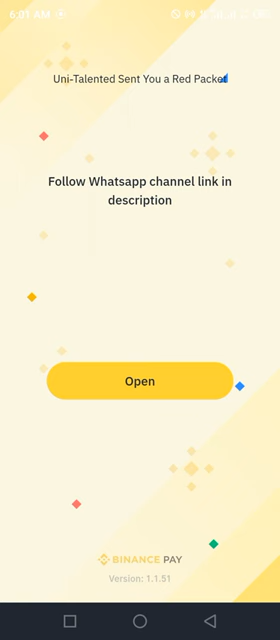 6:01 AM
Uni-Talented Sent You a Red Packet
Follow Whatsapp channel link in
description
Open
BINANCE PAY
Version: 1.1.51